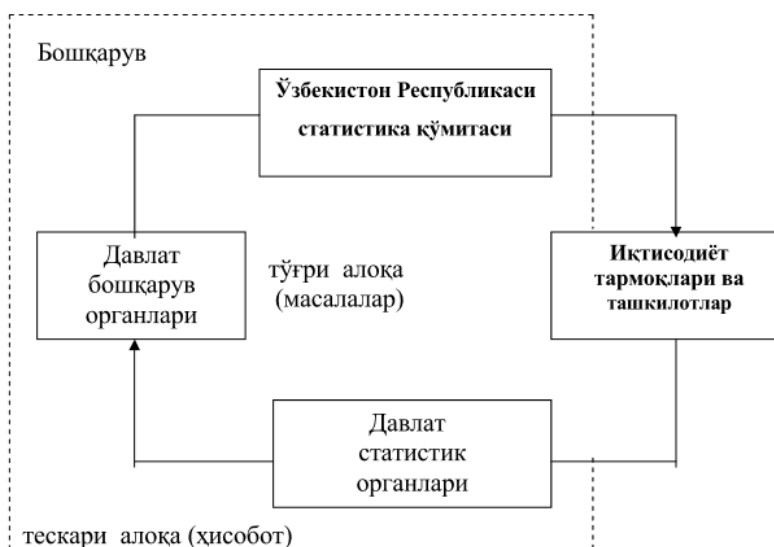 Бошқарув
Ўзбекистон Республикаси
статистика қўмитаси
Давлат
бошқарув
органлари
тўғри алоқа
(масалалар)
Иқтисодиёт
тармоқлари ва
ташкилотлар
Давлат
статистик
органлари
тескари алоқа (ҳисобот)